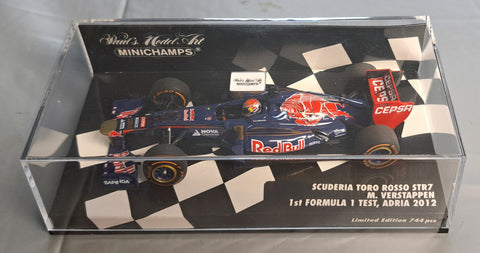 Paul's Model Art
MINICHAMPS
CEPSA
NOVA
Red Bull
SAPINDA
SCUDERIA TORO ROSSO STR7
M. VERSTAPPEN
1st FORMULA 1 TEST, ADRIA 2012
Limited Edition 744 pcs